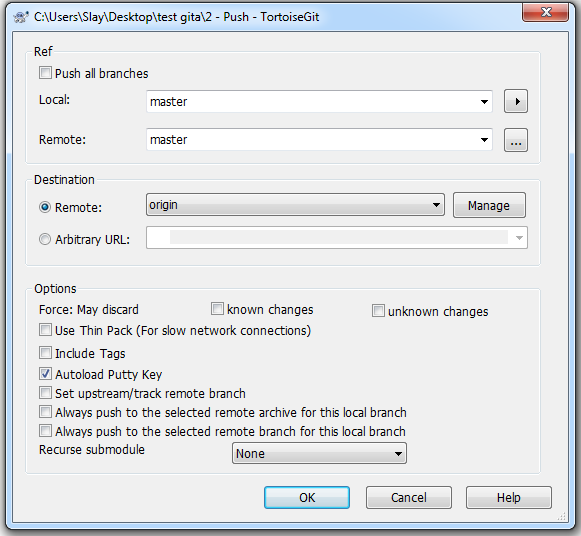 C:\Users\Slay\Desktop\test gita\2 - Push - TortoiseGit
Ref
Push all branches
Local: master
Remote: master ...
Destination
Remote: origin Manage
Arbitrary URL:
Options
Force: May discard known changes unknown changes
Use Thin Pack (For slow network connections)
Include Tags
Autoload Putty Key
Set upstream/track remote branch
Always push to the selected remote archive for this local branch
Always push to the selected remote branch for this local branch
Recurse submodule None
OK Cancel Help